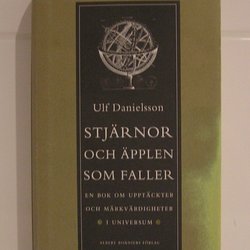 Ulf Danielsson
STJÄRNOR
OCH ÄPPLEN
SOM FALLER
EN BOK OM UPPTÄCKTER
OCH MÄRKVÄRDIGHETER
I UNIVERSUM
ALBERT BONNIERS FÖRLAG